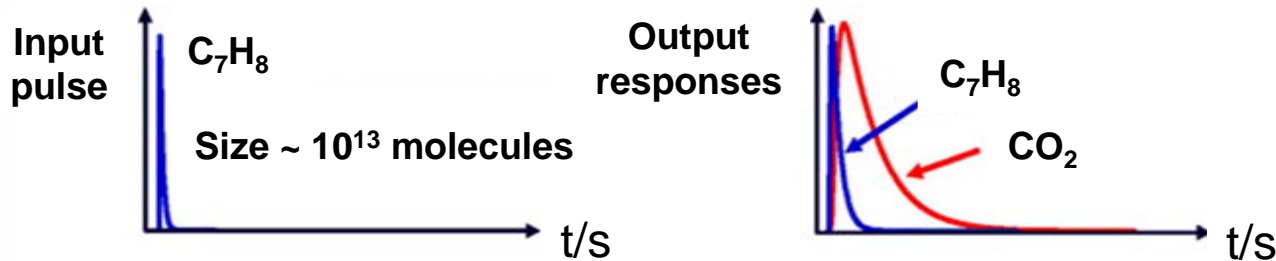 Input
pulse
C₇H₈
Size ~ 10¹³ molecules
t/s
Output
responses
C₇H₈
CO₂
t/s